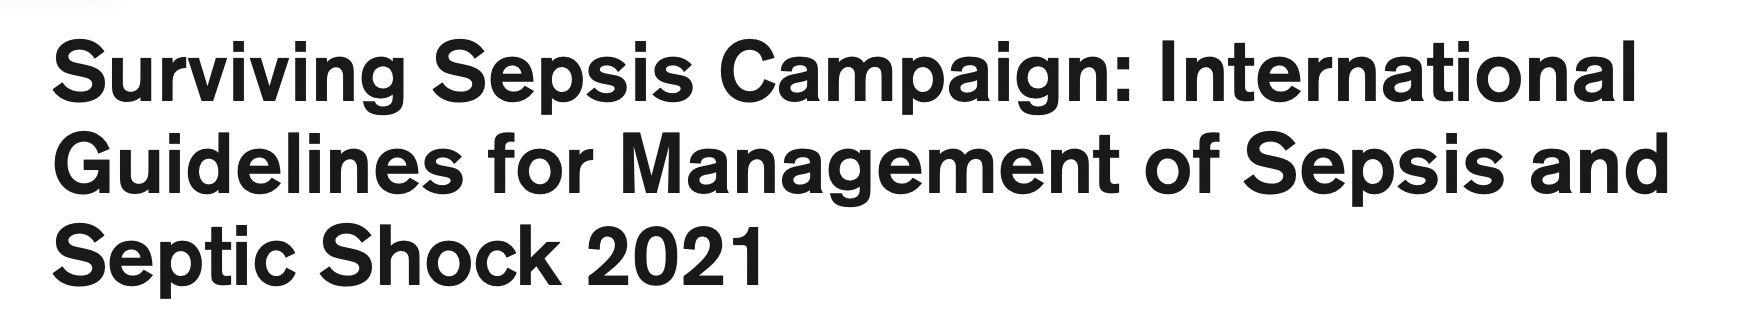 Surviving Sepsis Campaign: International
Guidelines for Management of Sepsis and
Septic Shock 2021